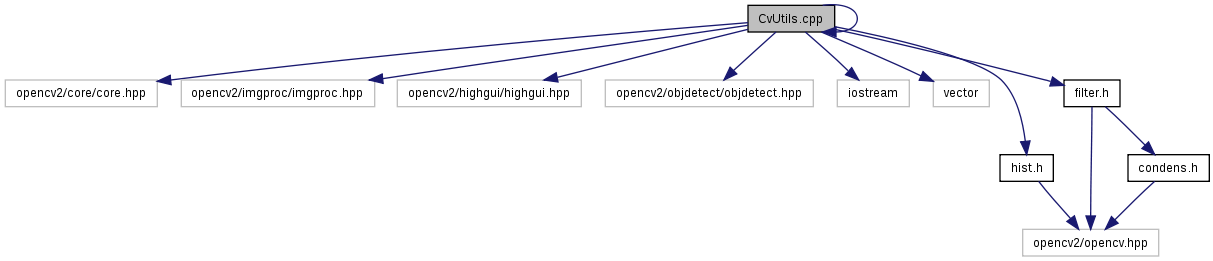 CvUtils.cpp
opencv2/core/core.hpp
opencv2/imgproc/imgproc.hpp
opencv2/highgui/highgui.hpp
opencv2/objdetect/objdetect.hpp
iostream
vector
filter.h
hist.h
condens.h
opencv2/opencv.hpp